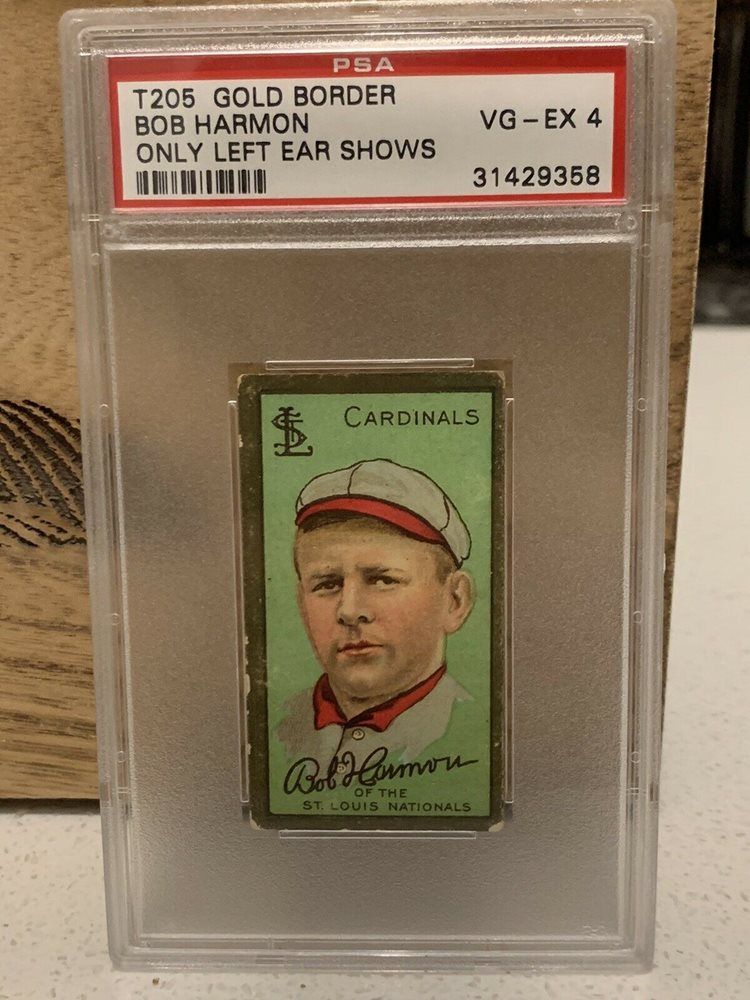 PSA
T205 GOLD BORDER
BOB HARMON VG-EX 4
ONLY LEFT EAR SHOWS
31429358
STL
CARDINALS
Bob Harmon
OF THE
ST. LOUIS NATIONALS